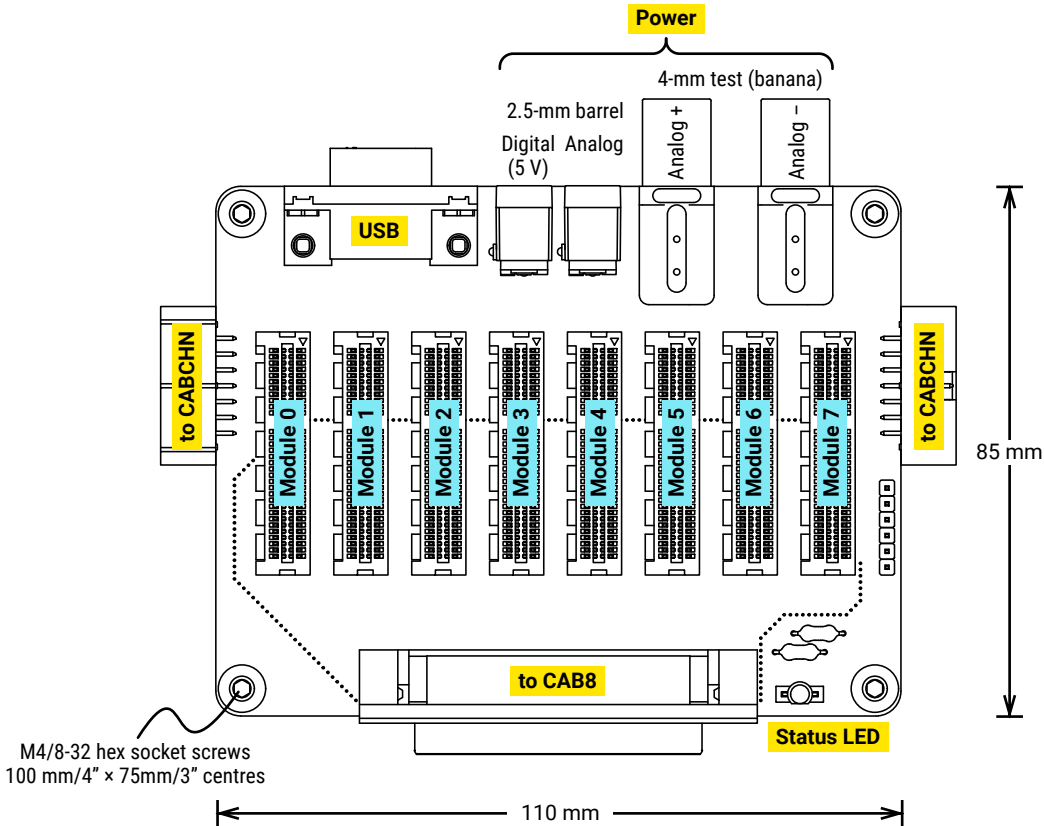 Power
4-mm test (banana)
2.5-mm barrel
Digital Analog
(5 V)
Analog +
Analog −
USB
to CABCHN
Module 0
Module 1
Module 2
Module 3
Module 4
Module 5
Module 6
Module 7
to CABCHN
85 mm
to CAB8
Status LED
M4/8-32 hex socket screws
100 mm/4” × 75mm/3” centres
110 mm